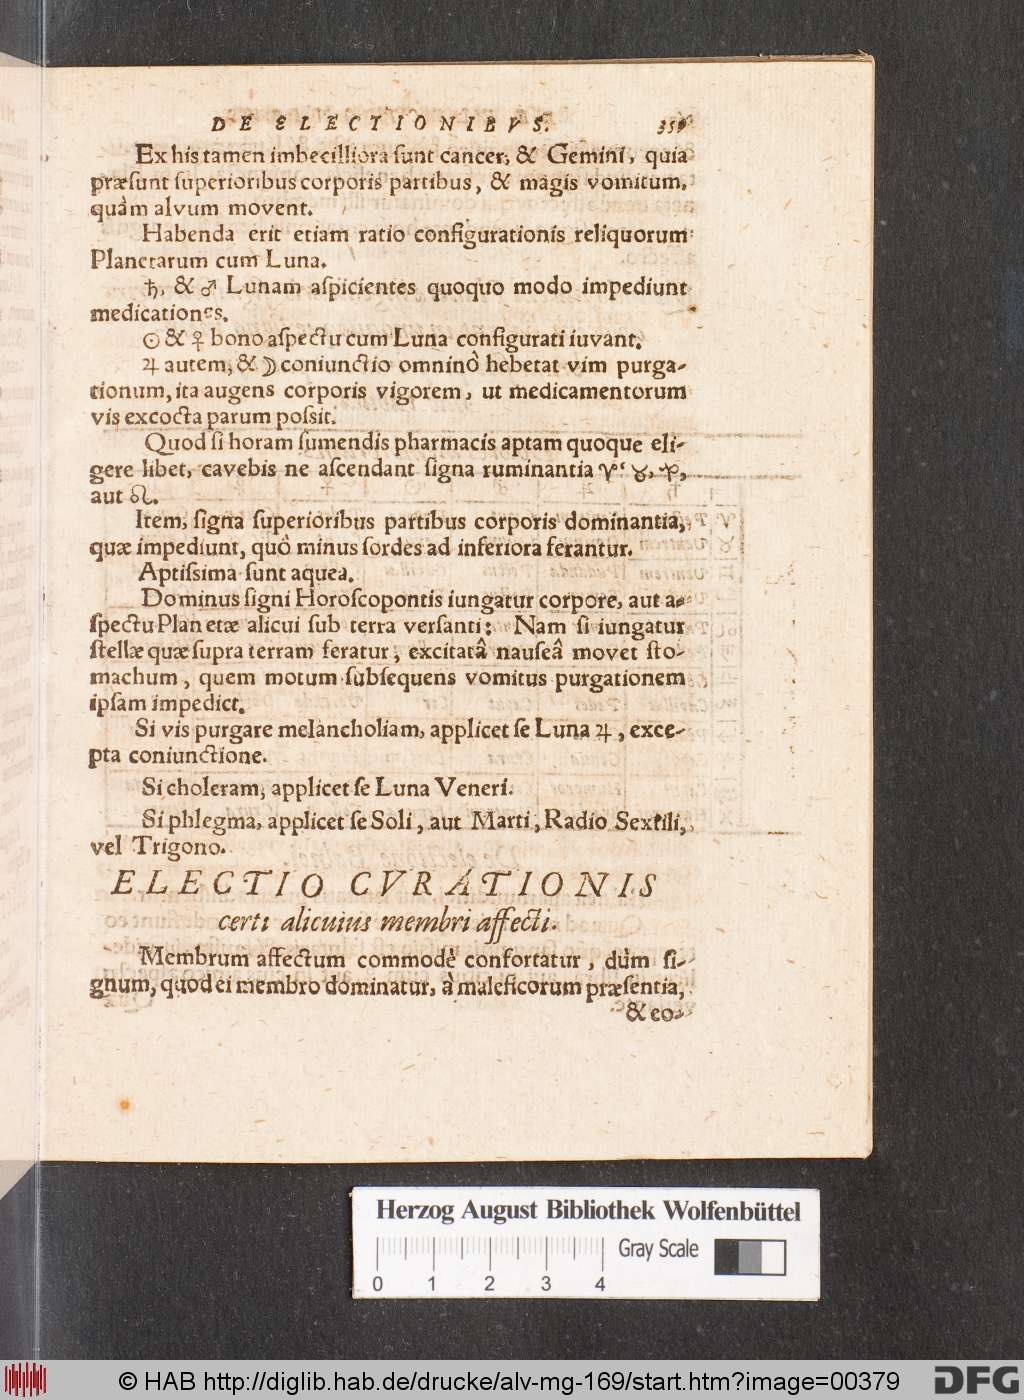 DE ELECTIONIBVS. 359
Ex his tamen imbecilliora ſunt cancer, & Gemini, quia
præſunt ſuperioribus corporis partibus, & magis vomitum,
quàm alvum movent.
Habenda erit etiam ratio configurationis reliquorum
Planetarum cum Luna.
♄, & ♂ Lunam aſpicientes quoquo modo impediunt
medicationes.
☉ & ♀ bono aſpectu cum Luna configurati iuvant.
♃ autem, & ☽ coniunctio omninò hebetat vim purga-
tionum, ita augens corporis vigorem, ut medicamentorum
vis excocta parum poſsit.
Quod ſi horam ſumendis pharmacis aptam quoque eli-
gere libet, cavebis ne aſcendant ſigna ruminantia ♈, ♉, ♑,
aut ♌.
Item, ſigna ſuperioribus partibus corporis dominantia,
quæ impediunt, quô minus ſordes ad inferiora ferantur.
Aptiſsima ſunt aquea.
Dominus ſigni Horoſcopontis iungatur corpore, aut a-
ſpectu Planetæ alicui ſub terra verſanti: Nam ſi iungatur
ſtellæ quæ ſupra terram feratur, excitatâ nauſeâ movet ſto-
machum, quem motum ſubſequens vomitus purgationem
ipſam impedict.
Si vis purgare melancholiam, applicet ſe Luna ♃, exce-
pta coniunctione.
Si choleram, applicet ſe Luna Veneri.
Si phlegma, applicet ſe Soli, aut Marti, Radio Sextili,
vel Trigono.
ELECTIO CVRATIONIS
certi alicuius membri affecti.
Membrum affectum commodè confortatur, dùm ſi-
gnum, quod ei membro dominatur, à maleficorum præſentia,
& eo-
Herzog August Bibliothek Wolfenbüttel
Gray Scale
0 1 2 3 4
© HAB http://diglib.hab.de/drucke/alv-mg-169/start.htm?image=00379
DFG